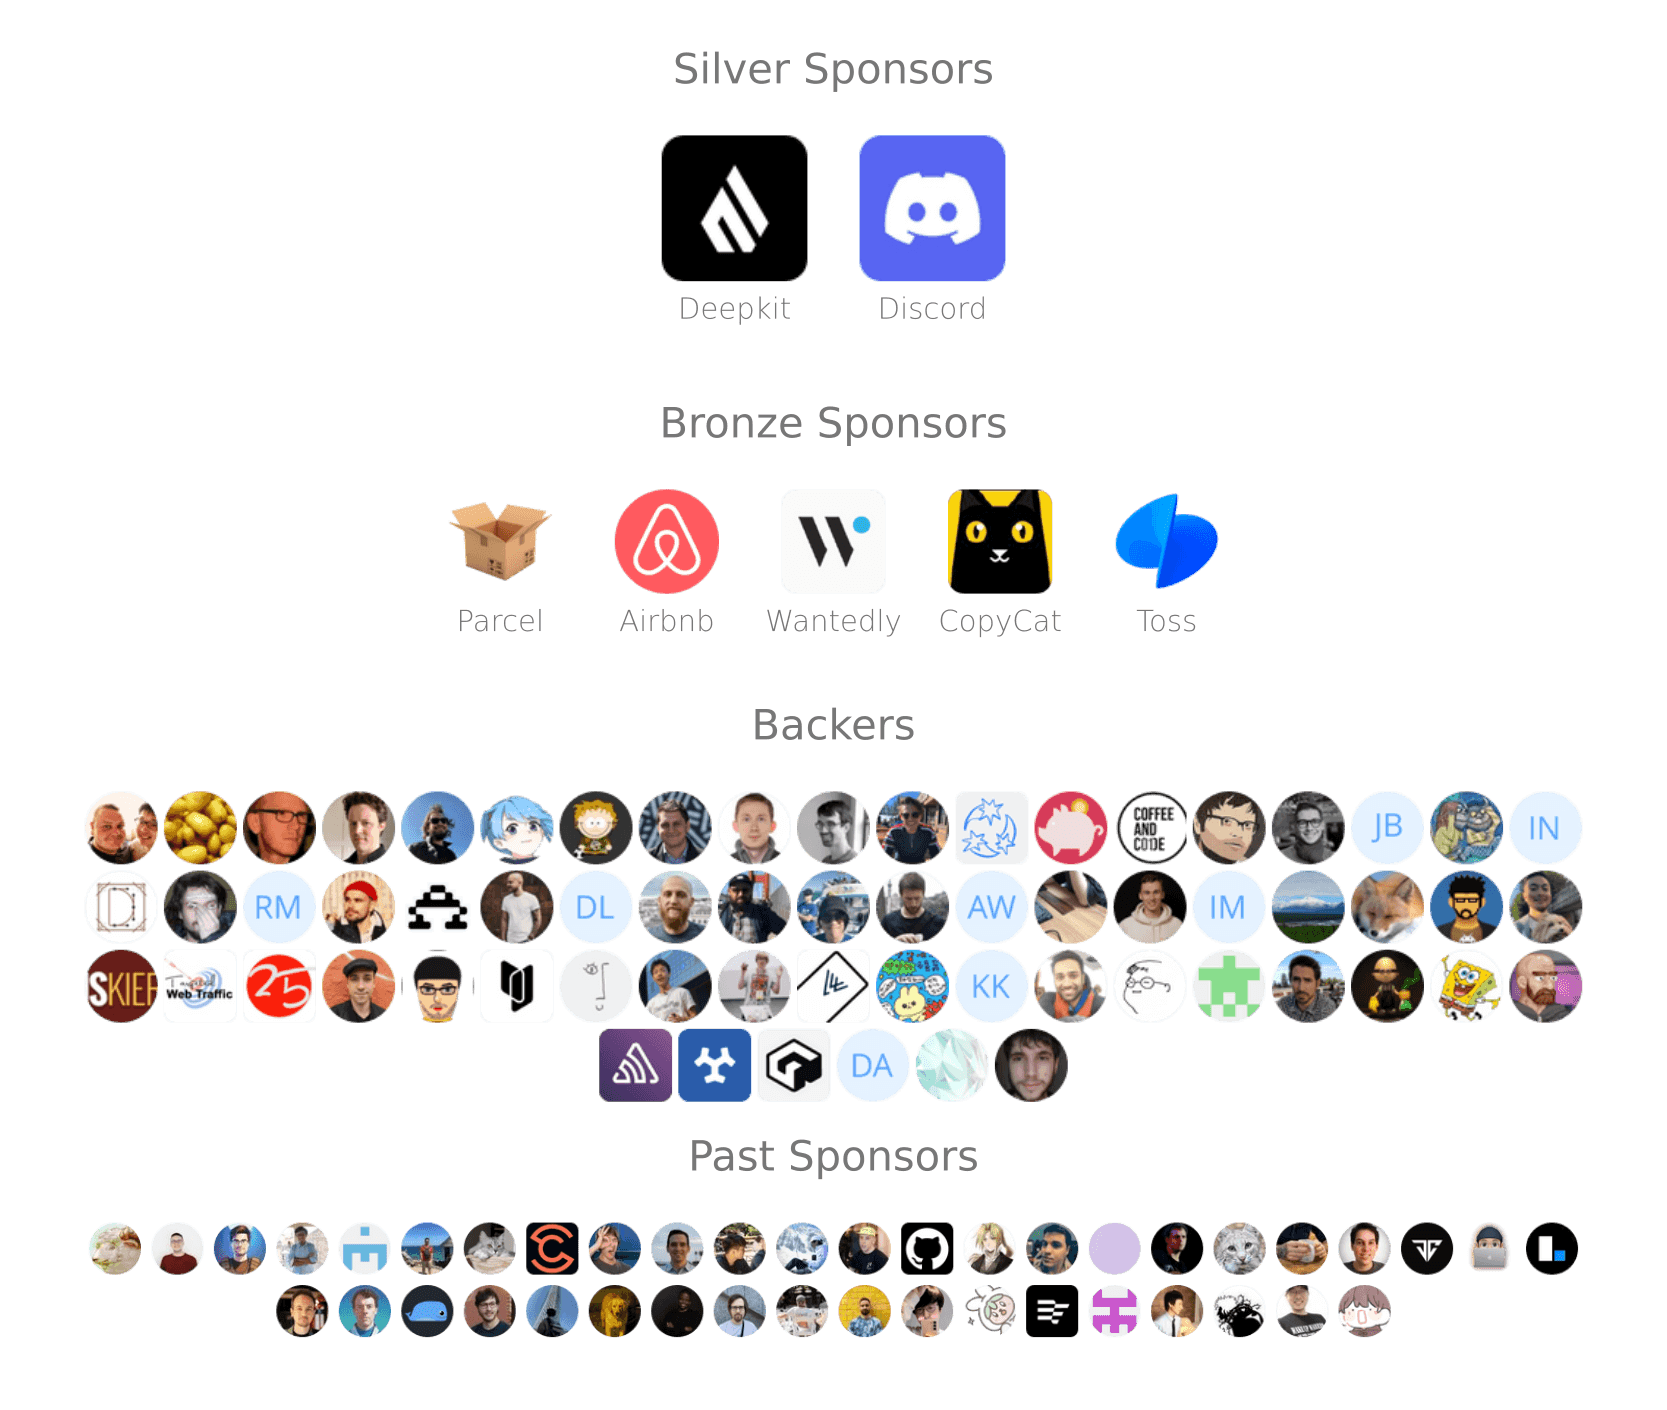 Silver Sponsors
Deepkit
Discord
Bronze Sponsors
Parcel
Airbnb
Wantedly
CopyCat
Toss
Backers
COFFEE
AND
CODE
JB
IN
RM
DL
AW
IM
SKIEF
Web Traffic
25
KK
DA
Past Sponsors